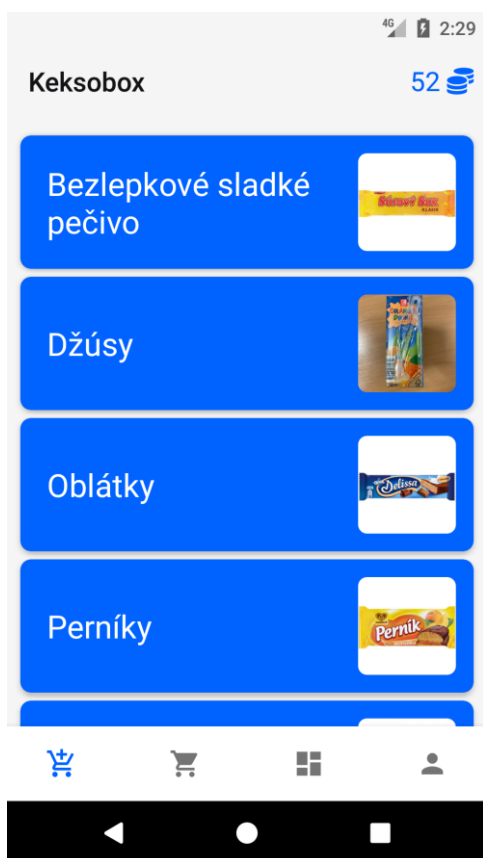 4G 2:29
Keksobox 52
Bezlepkové sladké
pečivo
Džúsy
Oblátky
Delissa
Perníky
Perník